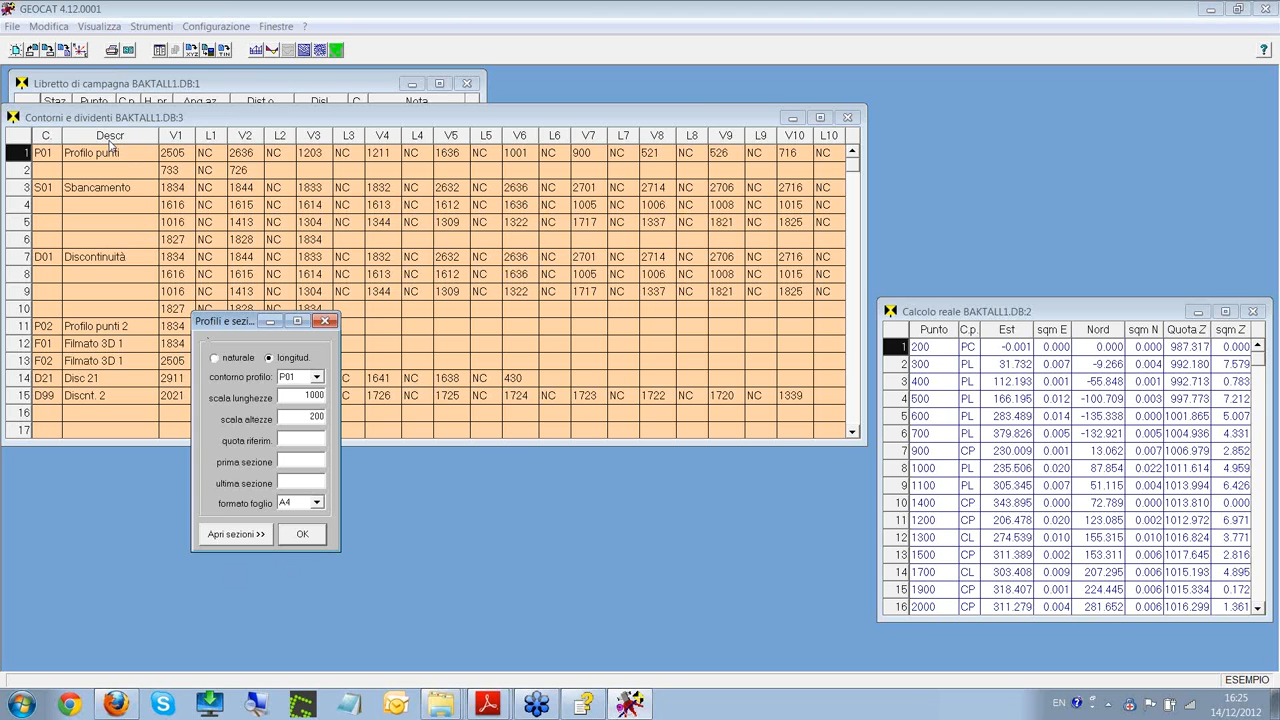 GEOCAT 4.12.0001
File Modifica Visualizza Strumenti Configurazione Finestre ?
Libretto di campagna BAKTALL1.DB:1
Staz Punto C.p H. pr Ang.az Dist.o Disl C Nota
Contorni e dividenti BAKTALL1.DB:3
C. Descr V1 L1 V2 L2 V3 L3 V4 L4 V5 L5 V6 L6 V7 L7 V8 L8 V9 L9 V10 L10
1 P01 Profilo punti 2505 NC 2636 NC 1203 NC 1211 NC 1636 NC 1001 NC 900 NC 521 NC 526 NC 716 NC
2 733 NC 726
3 S01 Sbancamento 1834 NC 1844 NC 1833 NC 1832 NC 2632 NC 2636 NC 2701 NC 2714 NC 2706 NC 2716 NC
4 1616 NC 1615 NC 1614 NC 1613 NC 1612 NC 1636 NC 1005 NC 1006 NC 1008 NC 1015 NC
5 1016 NC 1413 NC 1304 NC 1344 NC 1309 NC 1322 NC 1717 NC 1337 NC 1821 NC 1825 NC
6 1827 NC 1828 NC 1834
7 D01 Discontinuità 1834 NC 1844 NC 1833 NC 1832 NC 2632 NC 2636 NC 2701 NC 2714 NC 2706 NC 2716 NC
8 1616 NC 1615 NC 1614 NC 1613 NC 1612 NC 1636 NC 1005 NC 1006 NC 1008 NC 1015 NC
9 1016 NC 1413 NC 1304 NC 1344 NC 1309 NC 1322 NC 1717 NC 1337 NC 1821 NC 1825 NC
10 1827 NC 1828 NC 1834
11 P02 Profilo punti 2 1834
12 F01 Filmato 3D 1 1834
13 F02 Filmato 3D 1 2505
14 D21 Disc 21 2911 C 1641 NC 1638 NC 430
15 D99 Discnt. 2 2021 NC 1726 NC 1725 NC 1724 NC 1723 NC 1722 NC 1720 NC 1339
16
17
Profili e sezi...
naturale longitud.
contorno profilo: P01
scala lunghezze 1000
scala altezze 200
quota riferim.
prima sezione
ultima sezione
formato foglio A4
Apri sezioni >> OK
Calcolo reale BAKTALL1.DB:2
Punto C.p Est sqm E Nord sqm N Quota Z sqm Z
1 200 PC -0.001 0.000 0.000 0.000 987.317 0.000
2 300 PL 31.732 0.007 -9.266 0.004 992.180 7.579
3 400 PL 112.193 0.001 -55.848 0.000 992.713 0.783
4 500 PL 166.195 0.012 -100.709 0.003 997.773 7.212
5 600 PL 283.489 0.014 -135.338 0.000 1001.865 5.007
6 700 PL 379.826 0.005 -132.921 0.005 1004.936 4.331
7 900 CP 230.009 0.001 13.062 0.007 1006.979 2.852
8 1000 PL 235.506 0.020 87.854 0.022 1011.614 4.959
9 1100 PL 305.347 0.007 51.115 0.004 1013.994 6.426
10 1400 CP 343.895 0.000 72.789 0.000 1013.810 0.000
11 1200 CP 206.478 0.020 123.085 0.002 1012.972 6.971
12 1300 CL 274.539 0.010 155.315 0.010 1016.824 3.771
13 1500 CP 311.389 0.002 153.311 0.006 1017.645 2.816
14 1700 CL 303.408 0.009 207.295 0.006 1015.193 4.895
15 1900 CP 318.407 0.001 224.445 0.006 1015.334 0.172
16 2000 CP 311.279 0.004 281.652 0.006 1016.299 1.361
ESEMPIO
EN 16:25
14/12/2012